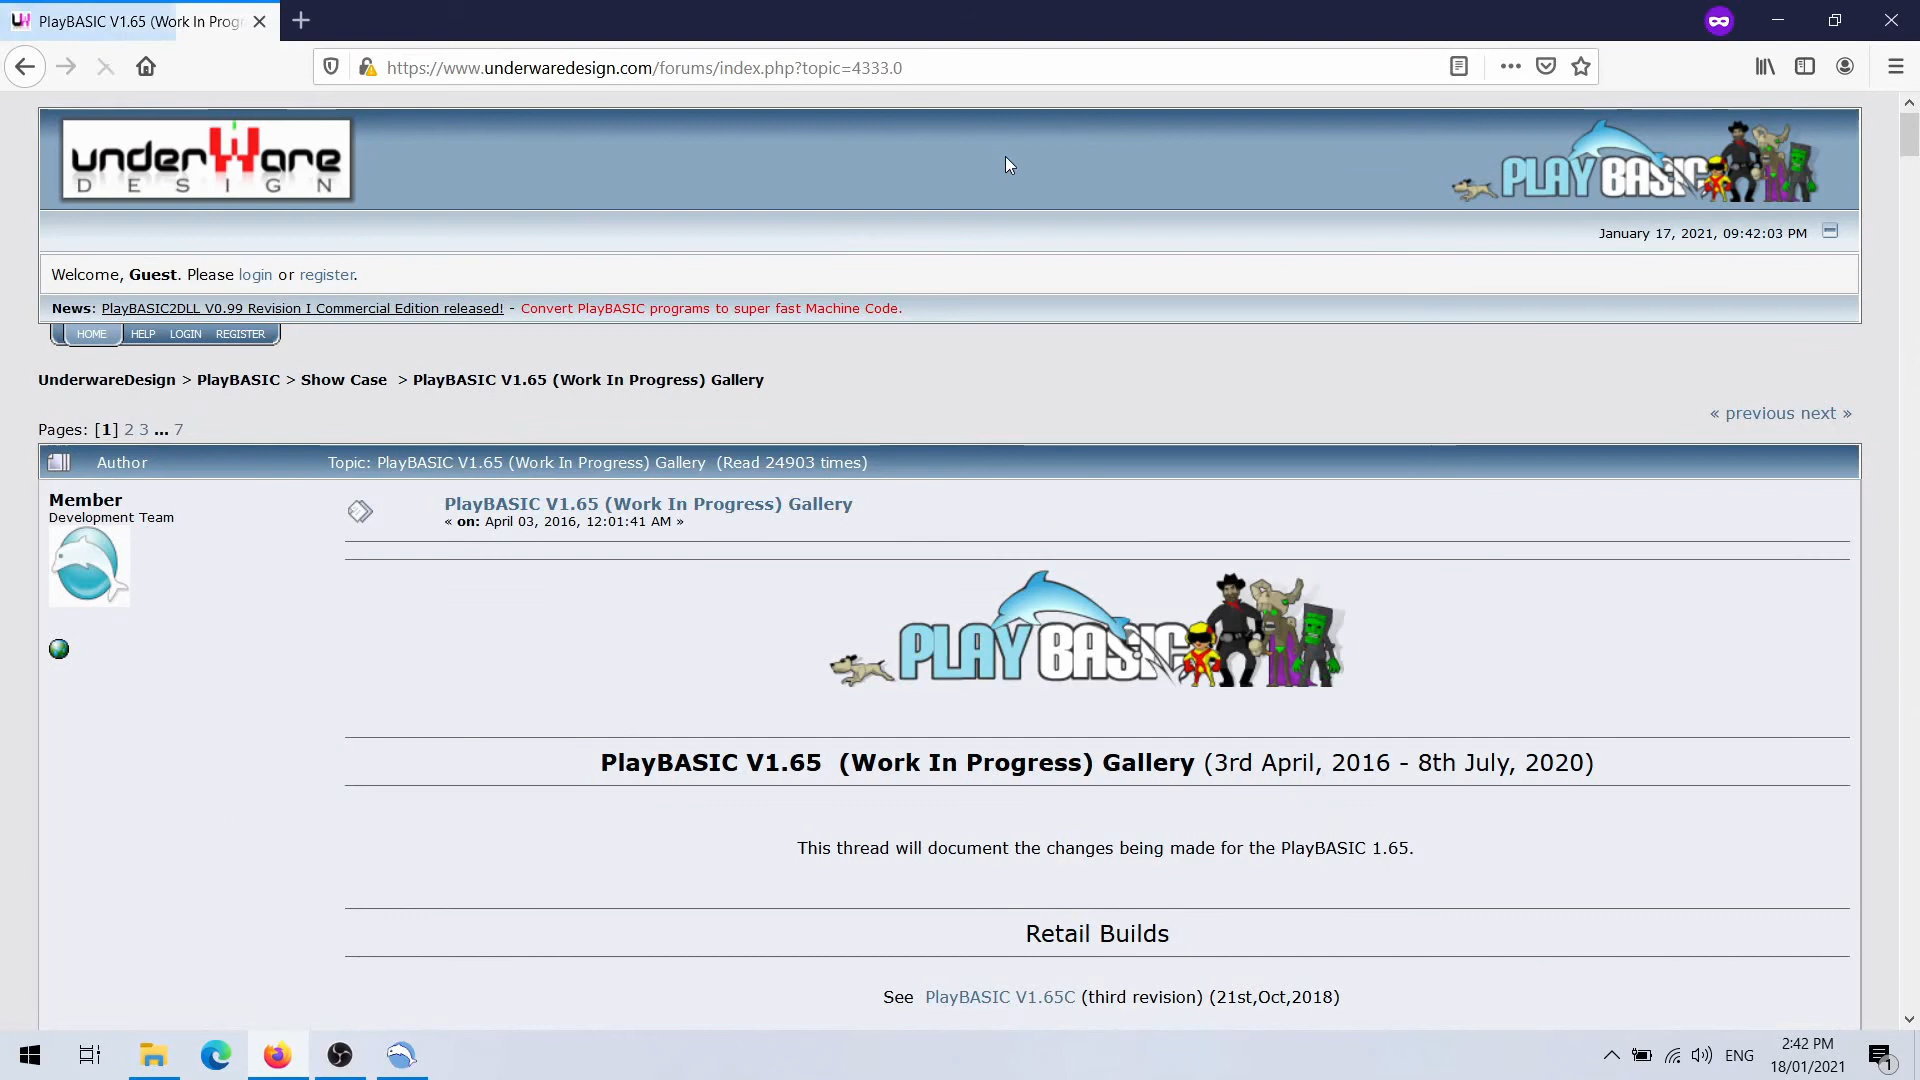 PlayBASIC V1.65 (Work In Progr
https://www.underwaredesign.com/forums/index.php?topic=4333.0
underWare
DESIGN
PLAY BASIC
January 17, 2021, 09:42:03 PM
Welcome, Guest. Please login or register.
News: PlayBASIC2DLL V0.99 Revision I Commercial Edition released! - Convert PlayBASIC programs to super fast Machine Code.
HOME HELP LOGIN REGISTER
UnderwareDesign > PlayBASIC > Show Case > PlayBASIC V1.65 (Work In Progress) Gallery
« previous next »
Pages: [1] 2 3 ... 7
Author Topic: PlayBASIC V1.65 (Work In Progress) Gallery (Read 24903 times)
Member
Development Team
PlayBASIC V1.65 (Work In Progress) Gallery
« on: April 03, 2016, 12:01:41 AM »
PLAY BASIC
PlayBASIC V1.65 (Work In Progress) Gallery (3rd April, 2016 - 8th July, 2020)
This thread will document the changes being made for the PlayBASIC 1.65.
Retail Builds
See PlayBASIC V1.65C (third revision) (21st,Oct,2018)
ENG
2:42 PM
18/01/2021
1